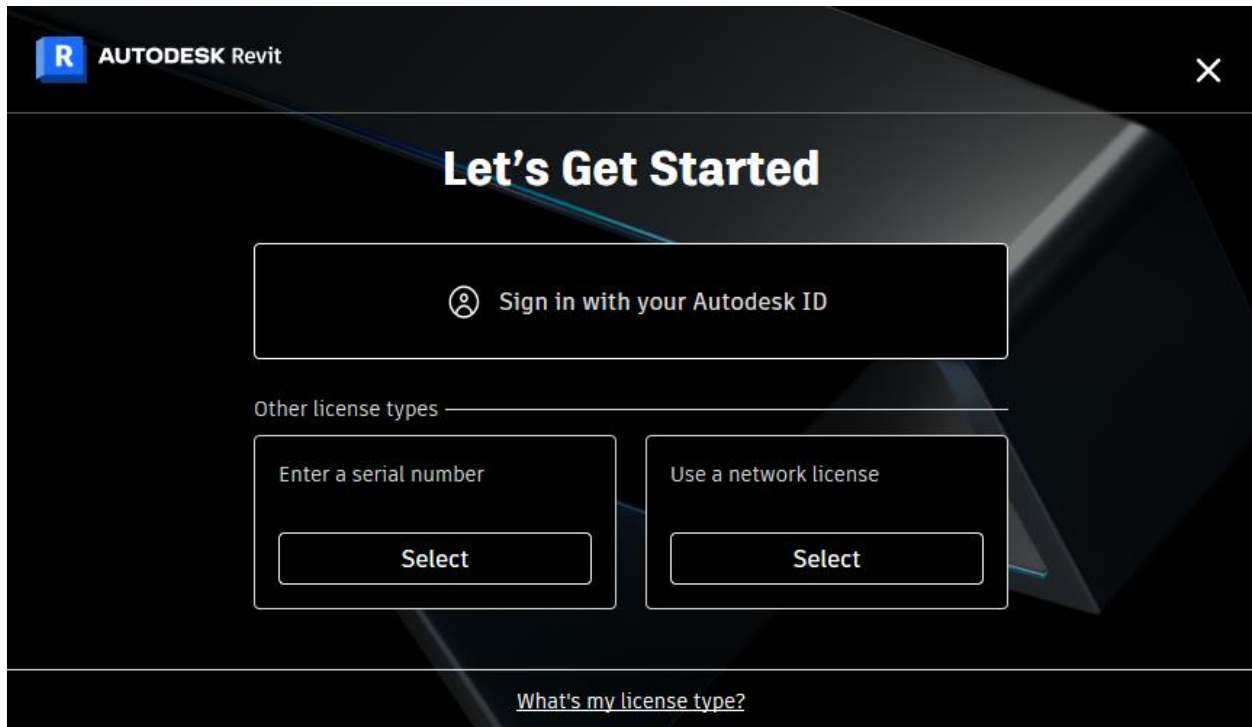 R AUTODESK Revit
Let's Get Started
Sign in with your Autodesk ID
Other license types
Enter a serial number
Use a network license
Select
Select
What's my license type?